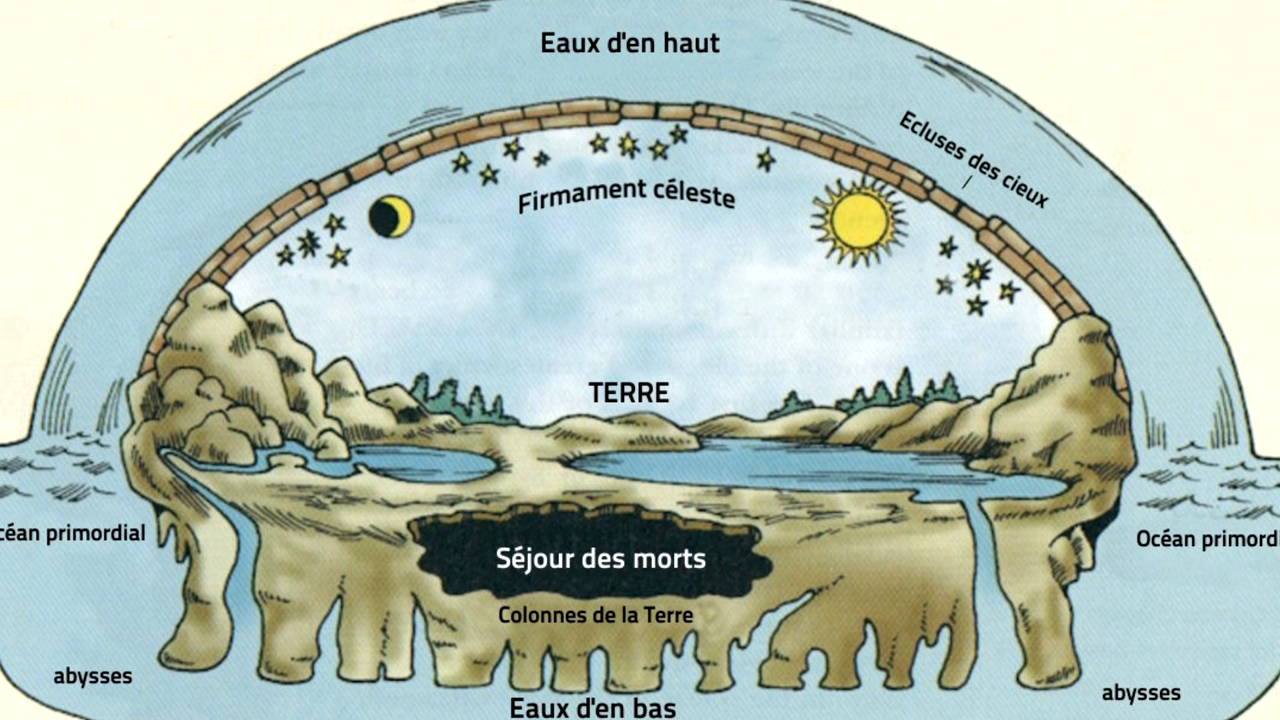 Eaux d'en haut
Ecluses des cieux
Firmament céleste
TERRE
céan primordial
Océan primordi
Séjour des morts
Colonnes de la Terre
abysses
abysses
Eaux d'en bas